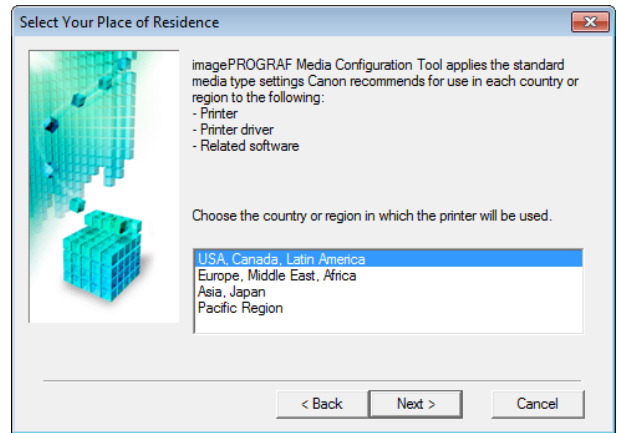 Select Your Place of Residence
imagePROGRAF Media Configuration Tool applies the standard
media type settings Canon recommends for use in each country or
region to the following:
- Printer
- Printer driver
- Related software
Choose the country or region in which the printer will be used.
USA, Canada, Latin America
Europe, Middle East, Africa
Asia, Japan
Pacific Region
< Back Next > Cancel